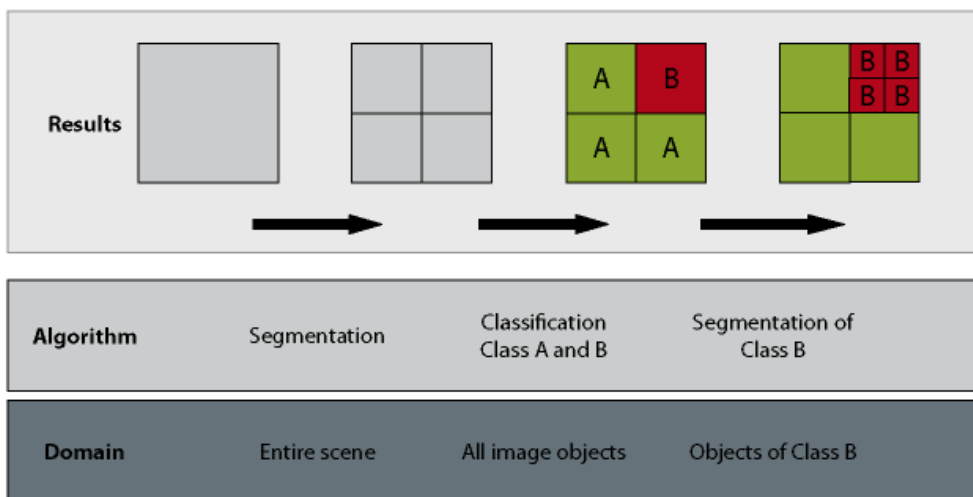 Results
A B
A A
B B
B B
Algorithm
Segmentation
Classification
Class A and B
Segmentation of
Class B
Domain
Entire scene
All image objects
Objects of Class B